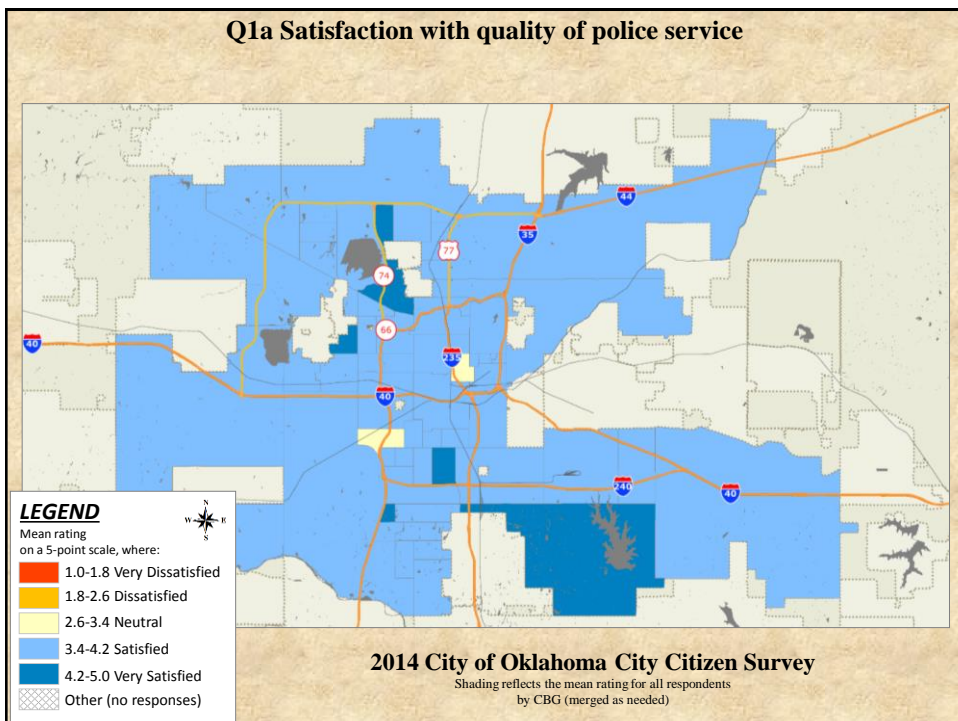 Q1a Satisfaction with quality of police service
44
35
77
74
66
40
235
40
240
40
LEGEND
N
W
E
S
Mean rating
on a 5-point scale, where:
1.0-1.8 Very Dissatisfied
1.8-2.6 Dissatisfied
2.6-3.4 Neutral
3.4-4.2 Satisfied
4.2-5.0 Very Satisfied
Other (no responses)
2014 City of Oklahoma City Citizen Survey
Shading reflects the mean rating for all respondents
by CBG (merged as needed)